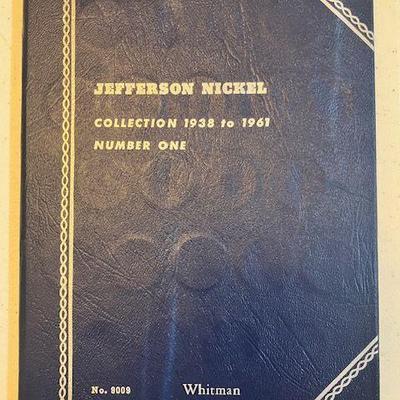 JEFFERSON NICKEL
COLLECTION 1938 to 1961
NUMBER ONE
No. 9009 Whitman